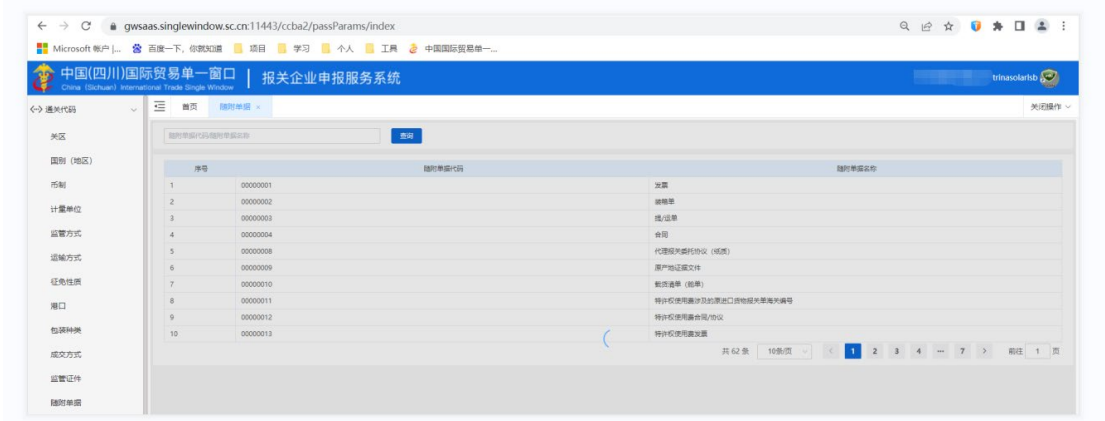 gwsaas.singlewindow.sc.cn:11443/ccba2/passParams/index
Microsoft 帐户 |... 百度一下，你就知道 项目 学习 个人 工具 中国国际贸易单一...
中国(四川)国际贸易单一窗口 | 报关企业申报服务系统
China (Sichuan) International Trade Single Window
trinasolarlsb
通关代码
首页 随附单据 ×
关闭操作
关区
国别（地区）
币制
计量单位
监管方式
运输方式
征免性质
港口
包装种类
成交方式
监管证件
随附单据
随附单据代码/随附单据名称 查询
序号 随附单据代码 随附单据名称
1 00000001 发票
2 00000002 装箱单
3 00000003 提/运单
4 00000004 合同
5 00000008 代理报关委托协议（纸质）
6 00000009 原产地证据文件
7 00000010 载货清单（舱单）
8 00000011 特许权使用费涉及的原进口货物报关单海关编号
9 00000012 特许权使用费合同/协议
10 00000013 特许权使用费发票
共 62 条 10条/页 < 1 2 3 4 ... 7 > 前往 1 页